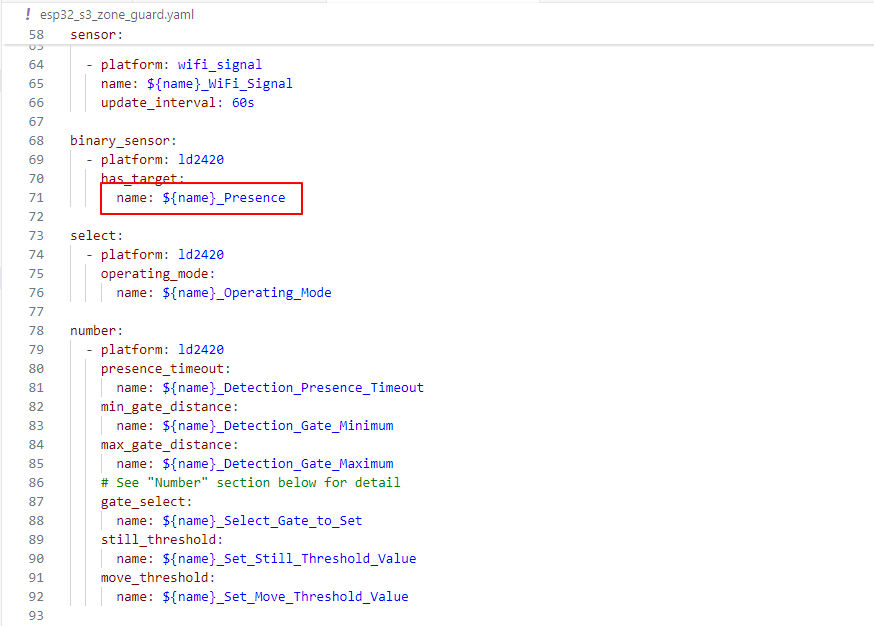 ! esp32_s3_zone_guard.yaml
58 sensor:
63
64 - platform: wifi_signal
65 name: ${name}_WiFi_Signal
66 update_interval: 60s
67
68 binary_sensor:
69 - platform: ld2420
70 has_target:
71 name: ${name}_Presence
72
73 select:
74 - platform: ld2420
75 operating_mode:
76 name: ${name}_Operating_Mode
77
78 number:
79 - platform: ld2420
80 presence_timeout:
81 name: ${name}_Detection_Presence_Timeout
82 min_gate_distance:
83 name: ${name}_Detection_Gate_Minimum
84 max_gate_distance:
85 name: ${name}_Detection_Gate_Maximum
86 # See "Number" section below for detail
87 gate_select:
88 name: ${name}_Select_Gate_to_Set
89 still_threshold:
90 name: ${name}_Set_Still_Threshold_Value
91 move_threshold:
92 name: ${name}_Set_Move_Threshold_Value
93